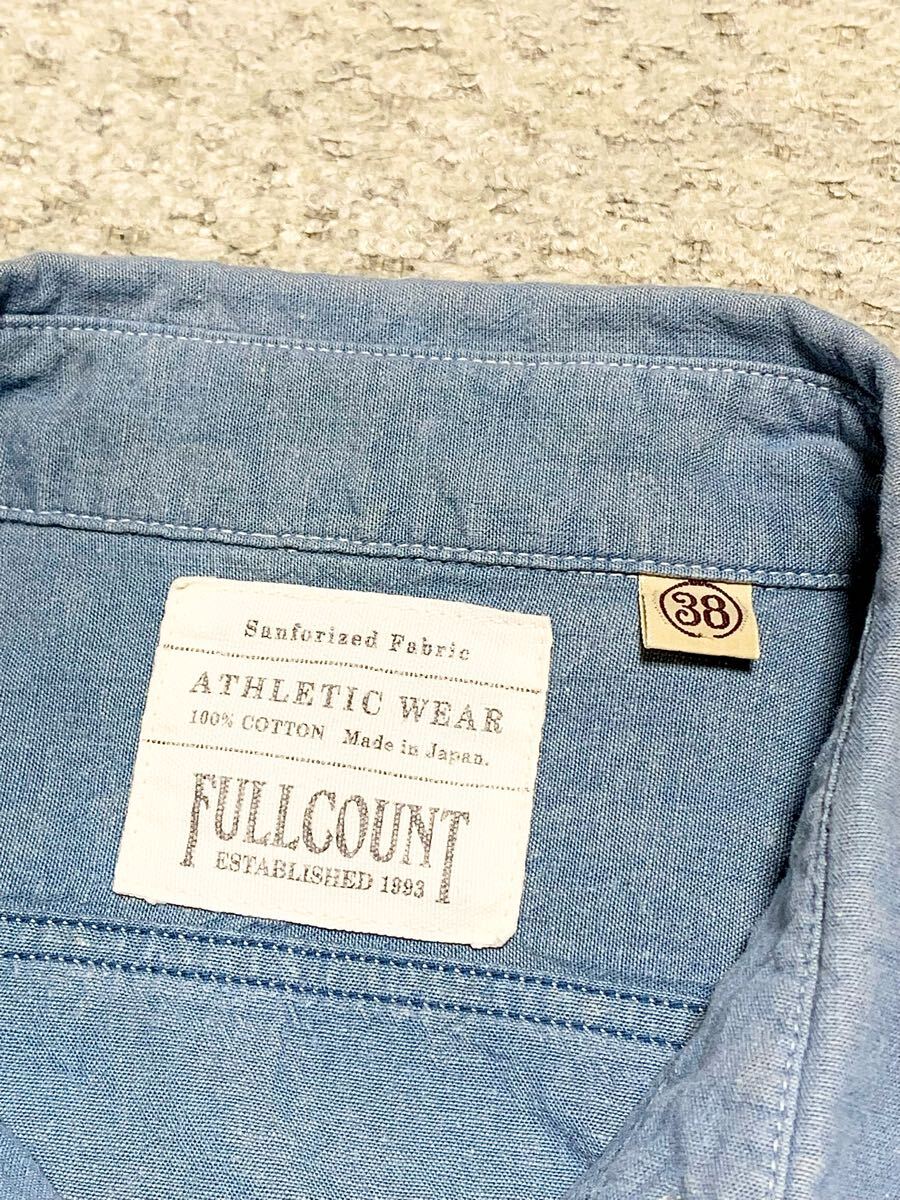 Sanforized Fabric
ATHLETIC WEAR
100% COTTON Made in Japan.
FULLCOUNT
ESTABLISHED 1993
38